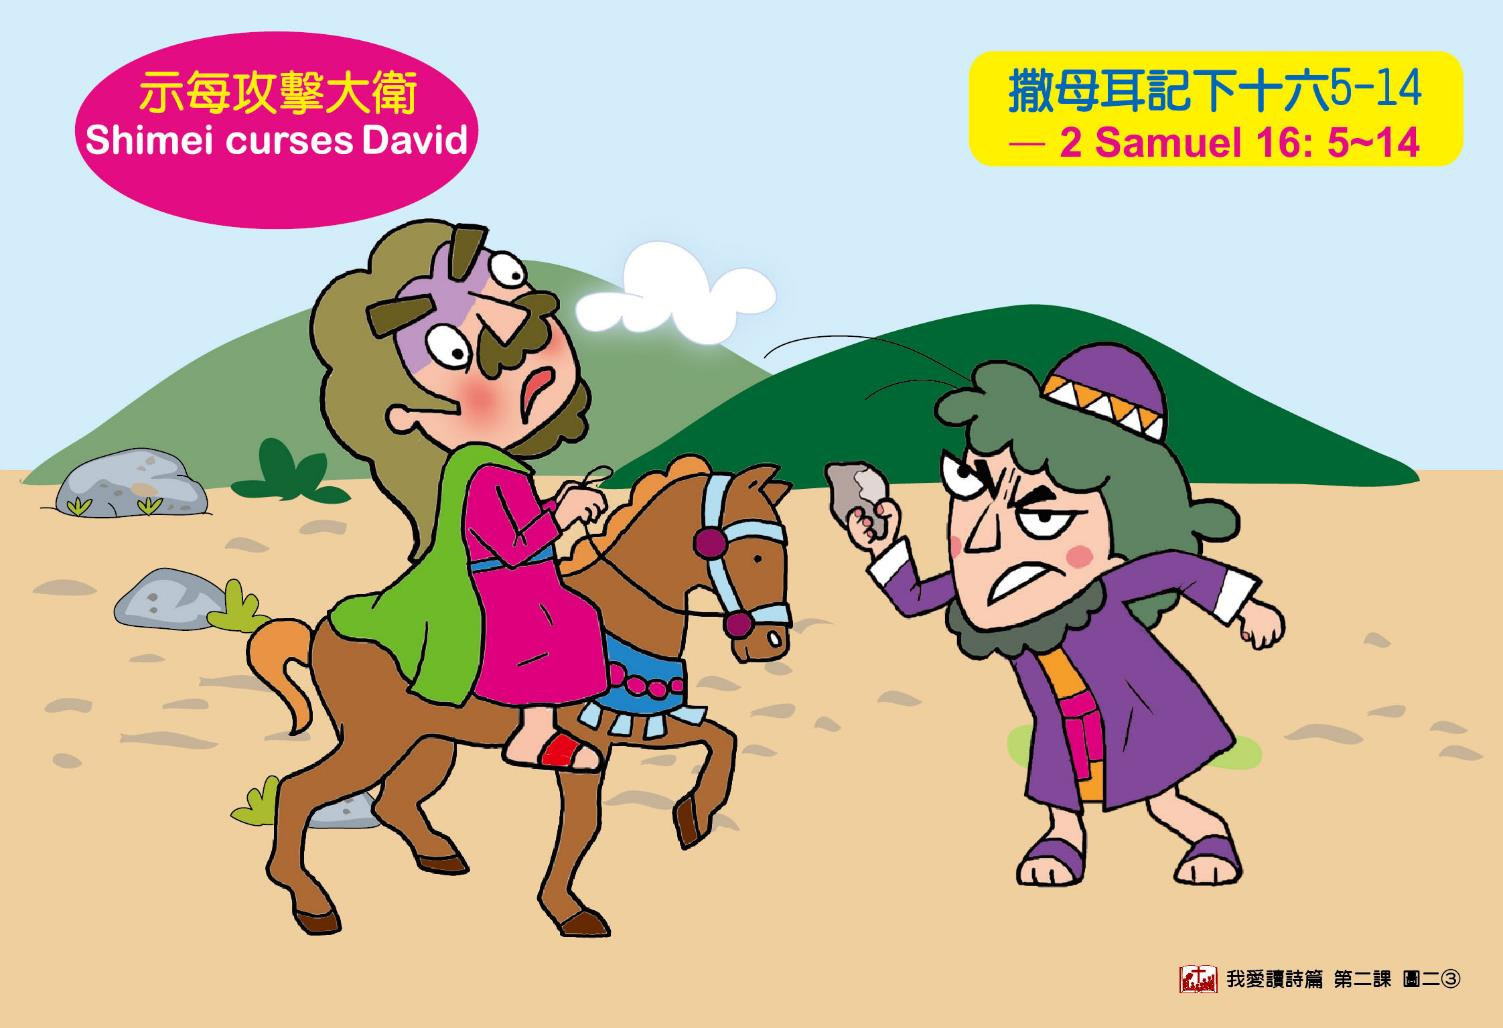 示每攻擊大衛
Shimei curses David
撒母耳記下十六5-14
— 2 Samuel 16: 5~14
我愛讀詩篇 第二課 圖二③